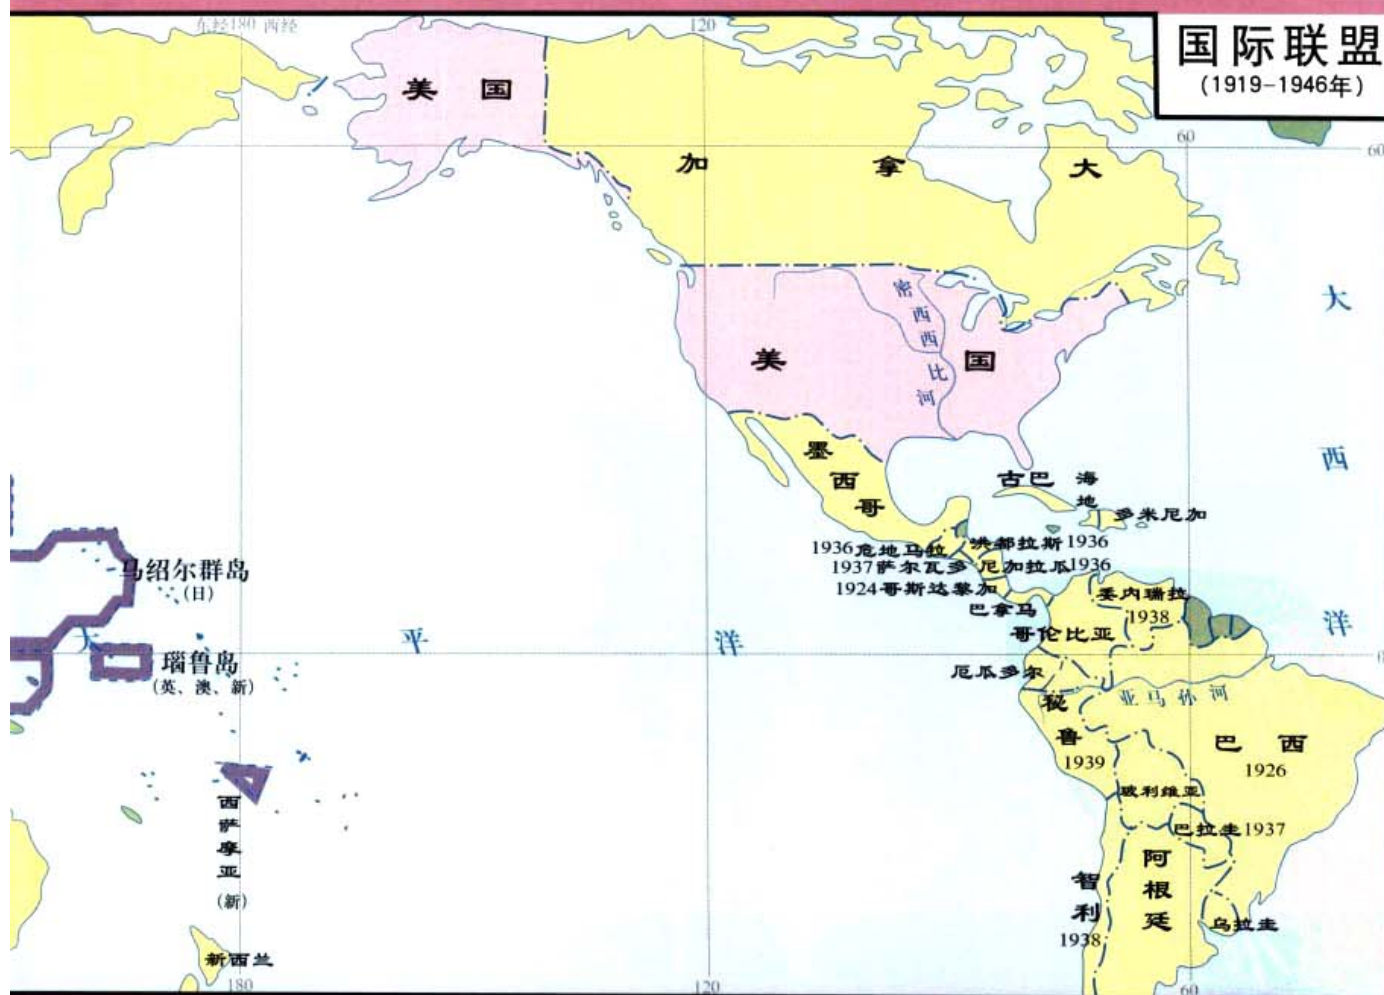 东经180 西经
120
国际联盟
(1919-1946年)
美国
60
60
加拿大
大西洋
密西西比河
美国
墨西哥
古巴
海地
多米尼加
1936危地马拉
洪都拉斯1936
1937萨尔瓦多
尼加拉瓜1936
1924哥斯达黎加
巴拿马
马绍尔群岛
(日)
委内瑞拉
1938
哥伦比亚
太平洋
瑙鲁岛
(英、澳、新)
厄瓜多尔
亚马孙河
秘鲁
1939
巴西
1926
玻利维亚
巴拉圭1937
西萨摩亚
(新)
阿根廷
智利
1938
乌拉圭
新西兰
180
120
60